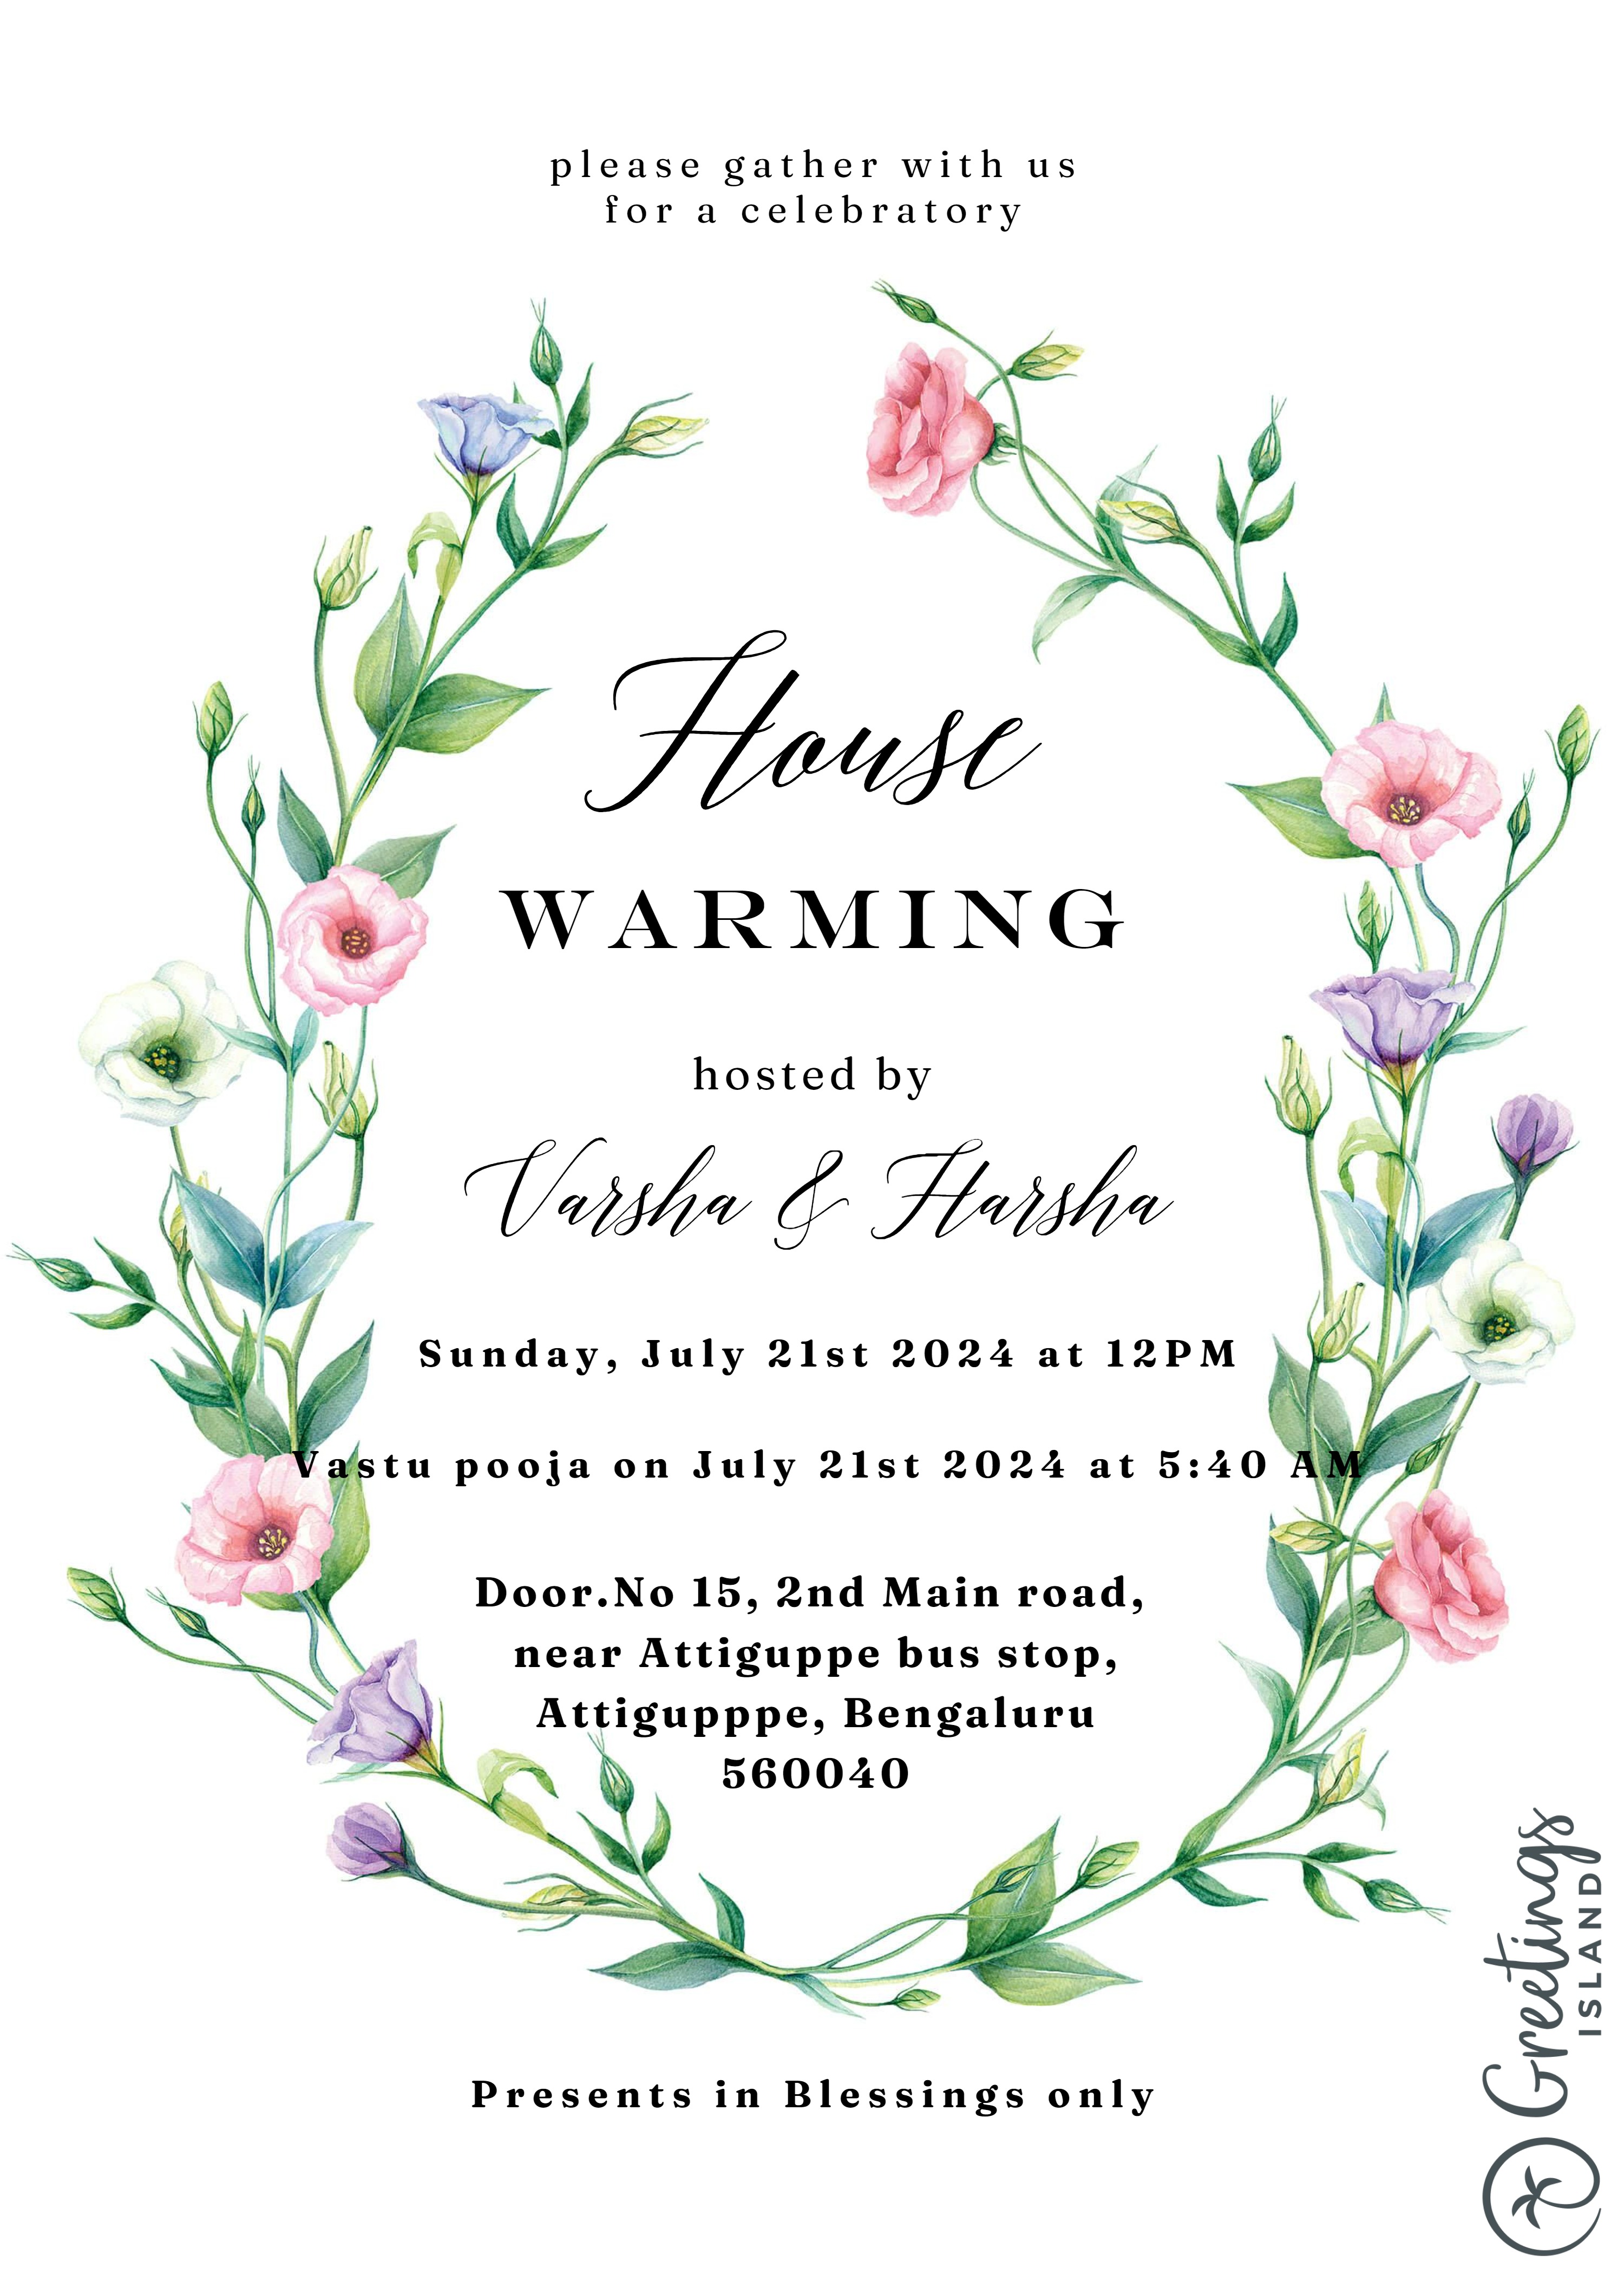 please gather with us
for a celebratory
House
WARMING
hosted by
Varsha & Harsha
Sunday, July 21st 2024 at 12PM
Vastu pooja on July 21st 2024 at 5:40 AM
Door.No 15, 2nd Main road,
near Attiguppe bus stop,
Attigupppe, Bengaluru
560040
Presents in Blessings only
Greetings
ISLAND